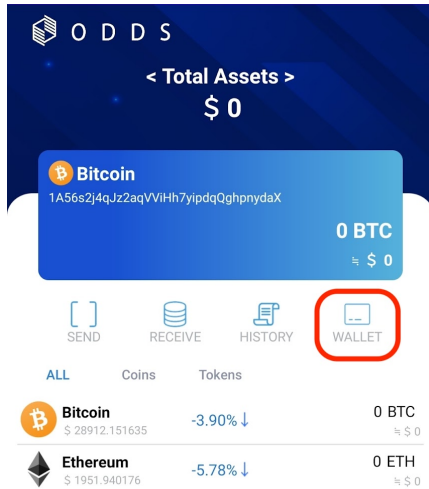 ODDS
< Total Assets >
$ 0
Bitcoin
1A56s2j4qJz2aqVViHh7yipdqQghpnydaX
0 BTC
≒ $ 0
SEND RECEIVE HISTORY WALLET
ALL Coins Tokens
Bitcoin -3.90%↓ 0 BTC
$ 28912.151635 ≒ $ 0
Ethereum -5.78%↓ 0 ETH
$ 1951.940176 ≒ $ 0